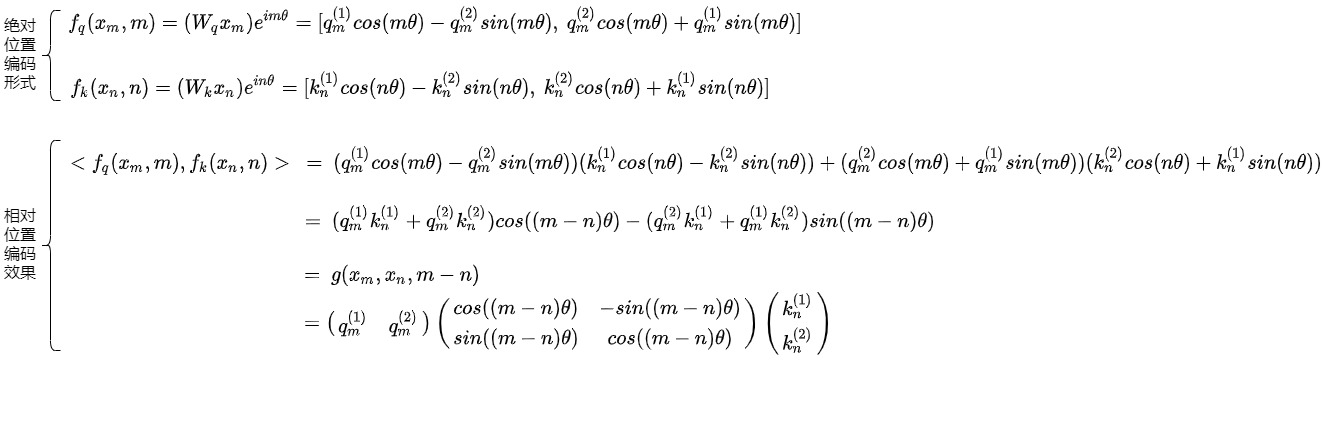 绝对
位置
编码
形式
f_q(x_m, m) = (W_q x_m)e^{imθ} = [q_m^{(1)}cos(mθ) − q_m^{(2)}sin(mθ), q_m^{(2)}cos(mθ) + q_m^{(1)}sin(mθ)]
f_k(x_n, n) = (W_k x_n)e^{inθ} = [k_n^{(1)}cos(nθ) − k_n^{(2)}sin(nθ), k_n^{(2)}cos(nθ) + k_n^{(1)}sin(nθ)]
相对
位置
编码
效果
< f_q(x_m, m), f_k(x_n, n) > = (q_m^{(1)}cos(mθ) − q_m^{(2)}sin(mθ))(k_n^{(1)}cos(nθ) − k_n^{(2)}sin(nθ)) + (q_m^{(2)}cos(mθ) + q_m^{(1)}sin(mθ))(k_n^{(2)}cos(nθ) + k_n^{(1)}sin(nθ))
= (q_m^{(1)}k_n^{(1)} + q_m^{(2)}k_n^{(2)})cos((m − n)θ) − (q_m^{(2)}k_n^{(1)} + q_m^{(1)}k_n^{(2)})sin((m − n)θ)
= g(x_m, x_n, m − n)
= (q_m^{(1)} q_m^{(2)}) (cos((m − n)θ) −sin((m − n)θ)
sin((m − n)θ) cos((m − n)θ)) (k_n^{(1)}
k_n^{(2)})